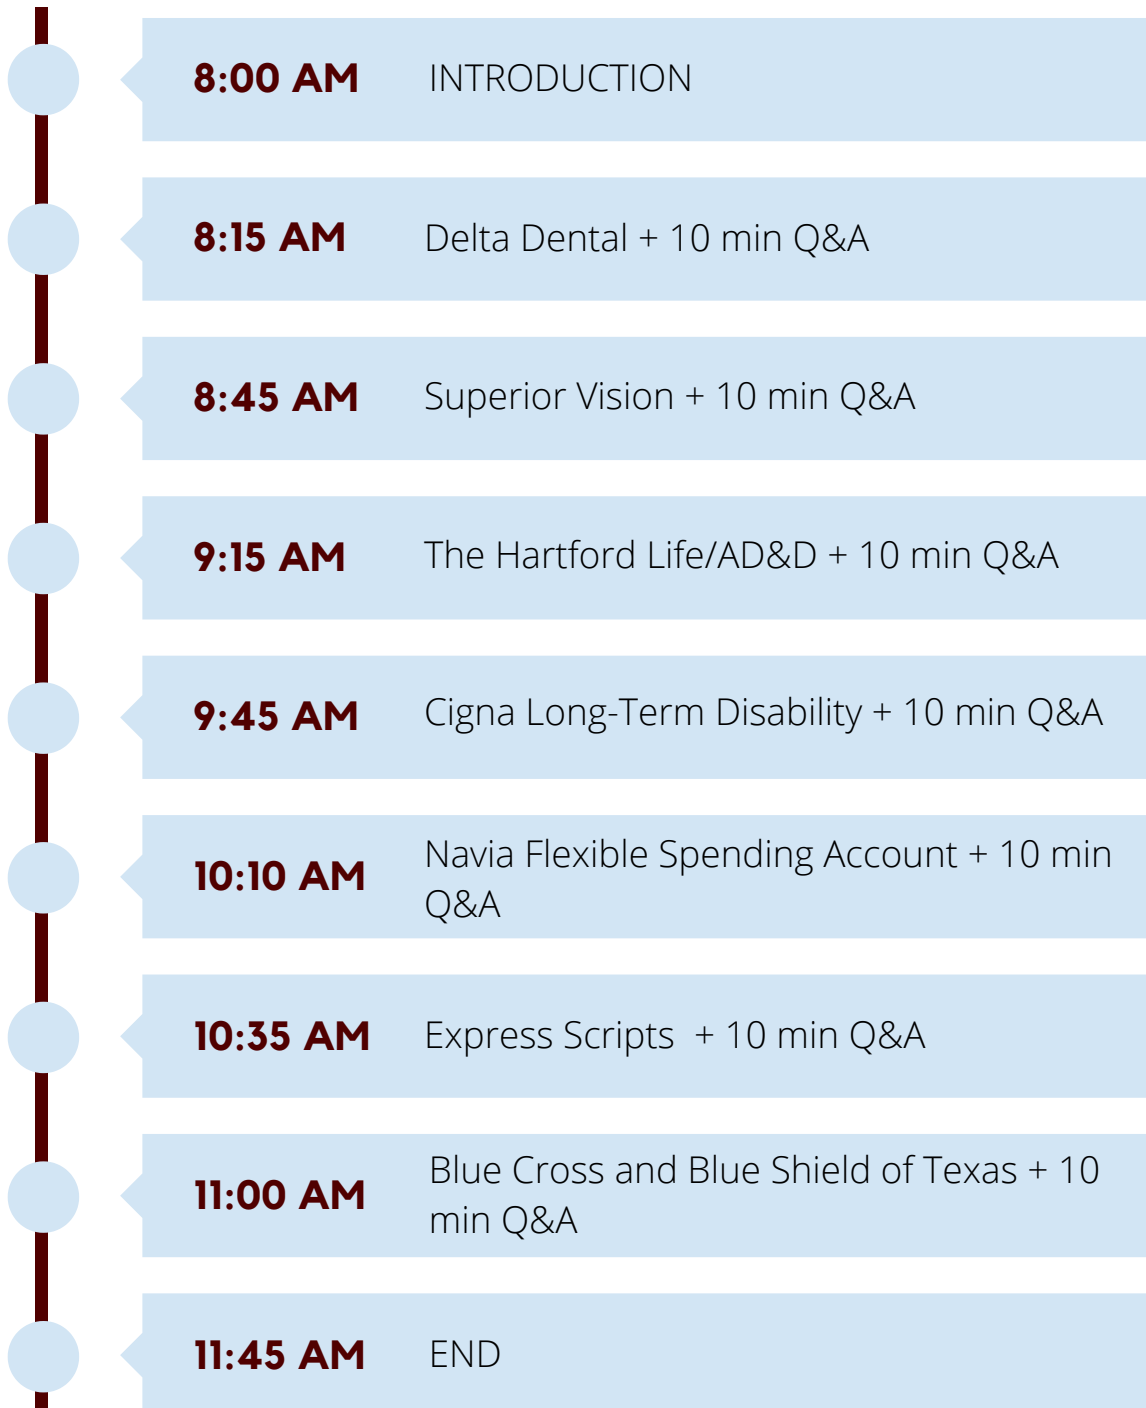 8:00 AM INTRODUCTION
8:15 AM Delta Dental + 10 min Q&A
8:45 AM Superior Vision + 10 min Q&A
9:15 AM The Hartford Life/AD&D + 10 min Q&A
9:45 AM Cigna Long-Term Disability + 10 min Q&A
10:10 AM Navia Flexible Spending Account + 10 min
Q&A
10:35 AM Express Scripts  + 10 min Q&A
11:00 AM Blue Cross and Blue Shield of Texas + 10
min Q&A
11:45 AM END